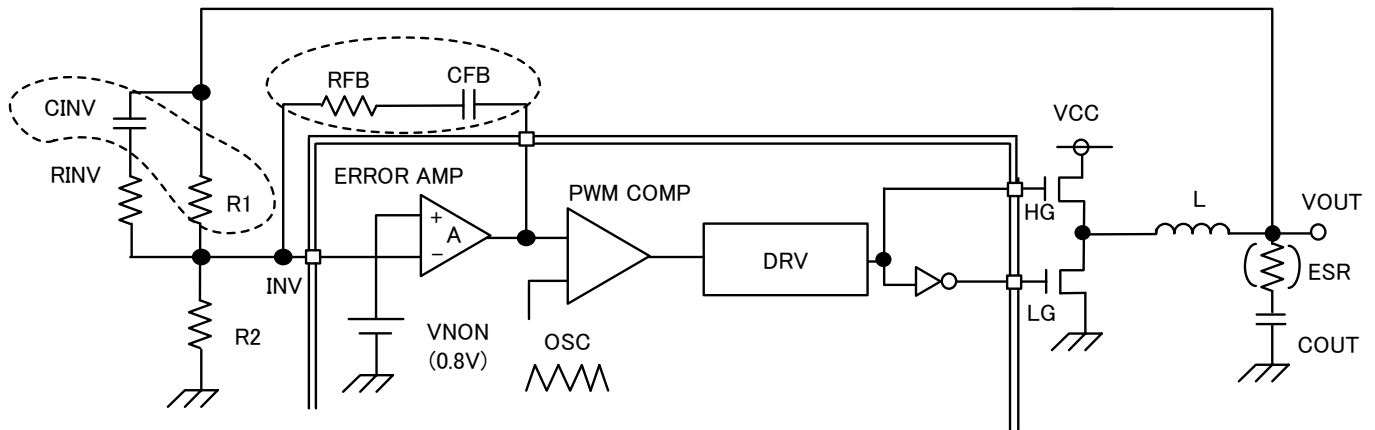 RFB
CFB
CINV
VCC
RINV
ERROR AMP
PWM COMP
L
VOUT
R1
+
A
HG
−
DRV
ESR
INV
LG
R2
VNON
(0.8V)
OSC
COUT